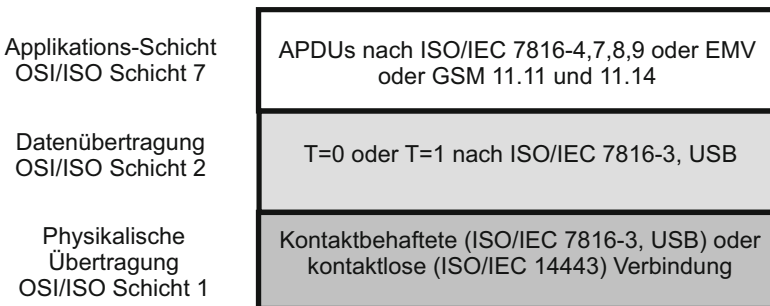 Applikations-Schicht
OSI/ISO Schicht 7
APDUs nach ISO/IEC 7816-4,7,8,9 oder EMV
oder GSM 11.11 und 11.14
Datenübertragung
OSI/ISO Schicht 2
T=0 oder T=1 nach ISO/IEC 7816-3, USB
Physikalische
Übertragung
OSI/ISO Schicht 1
Kontaktbehaftete (ISO/IEC 7816-3, USB) oder
kontaktlose (ISO/IEC 14443) Verbindung